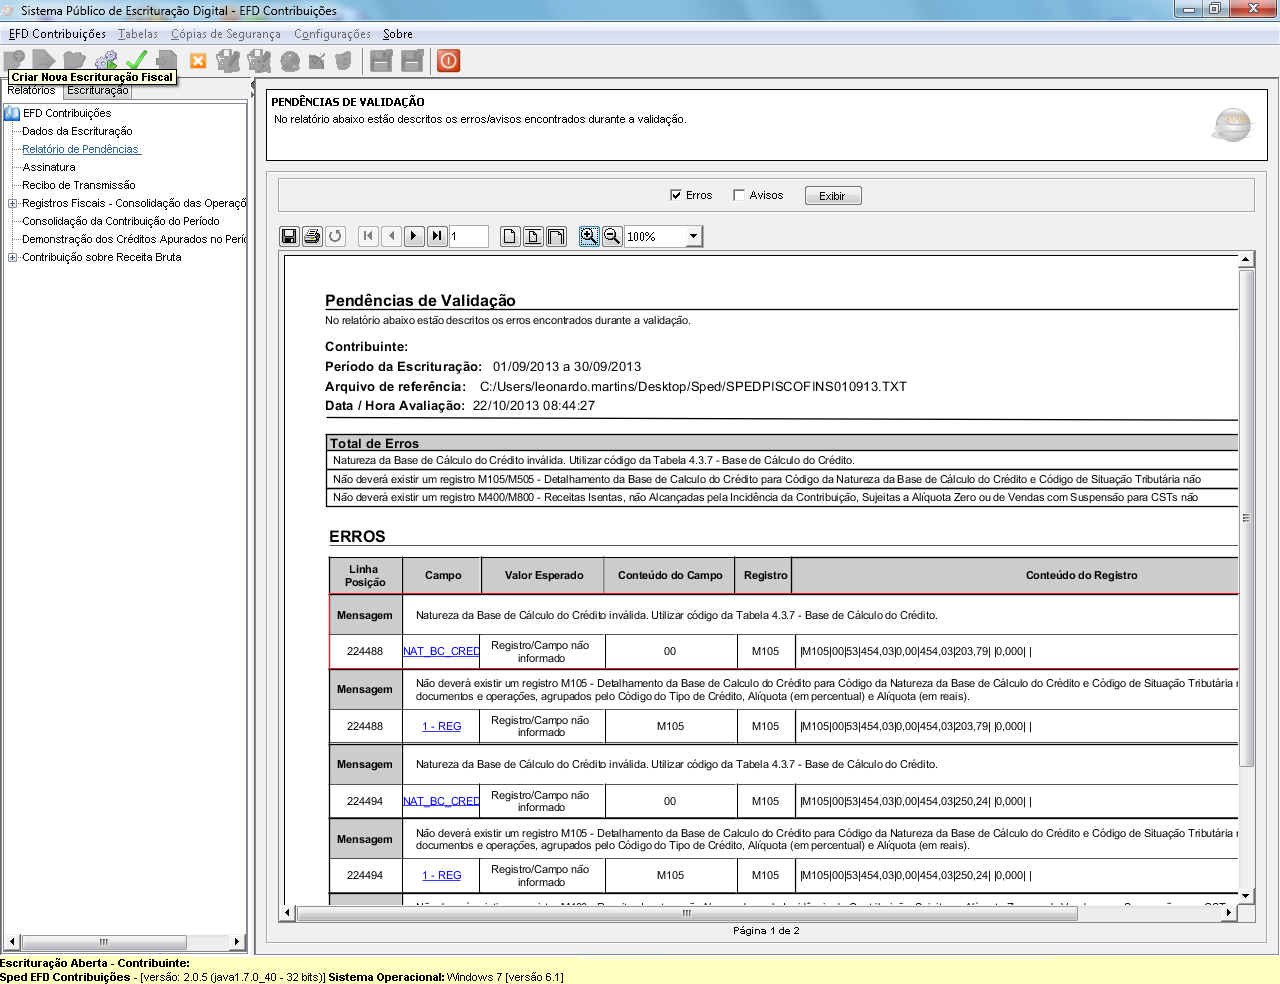 Sistema Público de Escrituração Digital - EFD Contribuições
EFD Contribuições Tabelas Cópias de Segurança Configurações Sobre
Criar Nova Escrituração Fiscal
Relatórios Escrituração
EFD Contribuições
Dados da Escrituração
Relatório de Pendências
Assinatura
Recibo de Transmissão
Registros Fiscais - Consolidação das Operaçõ
Consolidação da Contribuição do Período
Demonstração dos Créditos Apurados no Perío
Contribuição sobre Receita Bruta
PENDÊNCIAS DE VALIDAÇÃO
No relatório abaixo estão descritos os erros/avisos encontrados durante a validação.
Erros Avisos Exibir
1 100%
Pendências de Validação
No relatório abaixo estão descritos os erros encontrados durante a validação.
Contribuinte:
Período da Escrituração: 01/09/2013 a 30/09/2013
Arquivo de referência: C:/Users/leonardo.martins/Desktop/Sped/SPEDPISCOFINS010913.TXT
Data / Hora Avaliação: 22/10/2013 08:44:27
Total de Erros
Natureza da Base de Cálculo do Crédito inválida. Utilizar código da Tabela 4.3.7 - Base de Cálculo do Crédito.
Não deverá existir um registro M105/M505 - Detalhamento da Base de Calculo do Crédito para Código da Natureza da Base de Cálculo do Crédito e Código de Situação Tributária não
Não deverá existir um registro M400/M800 - Receitas Isentas, não Alcançadas pela Incidência da Contribuição, Sujeitas a Alíquota Zero ou de Vendas com Suspensão para CSTs não
ERROS
Linha Posição Campo Valor Esperado Conteúdo do Campo Registro Conteúdo do Registro
Mensagem Natureza da Base de Cálculo do Crédito inválida. Utilizar código da Tabela 4.3.7 - Base de Cálculo do Crédito.
224488 NAT_BC_CRED Registro/Campo não informado 00 M105 |M105|00|53|454,03|0,00|454,03|203,79| |0,000| |
Mensagem Não deverá existir um registro M105 - Detalhamento da Base de Calculo do Crédito para Código da Natureza da Base de Cálculo do Crédito e Código de Situação Tributária
documentos e operações, agrupados pelo Código do Tipo de Crédito, Alíquota (em percentual) e Alíquota (em reais).
224488 1 - REG Registro/Campo não informado M105 M105 |M105|00|53|454,03|0,00|454,03|203,79| |0,000| |
Mensagem Natureza da Base de Cálculo do Crédito inválida. Utilizar código da Tabela 4.3.7 - Base de Cálculo do Crédito.
224494 NAT_BC_CRED Registro/Campo não informado 00 M105 |M105|00|53|454,03|0,00|454,03|250,24| |0,000| |
Mensagem Não deverá existir um registro M105 - Detalhamento da Base de Calculo do Crédito para Código da Natureza da Base de Cálculo do Crédito e Código de Situação Tributária
documentos e operações, agrupados pelo Código do Tipo de Crédito, Alíquota (em percentual) e Alíquota (em reais).
224494 1 - REG Registro/Campo não informado M105 M105 |M105|00|53|454,03|0,00|454,03|250,24| |0,000| |
Página 1 de 2
Escrituração Aberta - Contribuinte:
Sped EFD Contribuições - [versão: 2.0.5 (java1.7.0_40 - 32 bits)] Sistema Operacional: Windows 7 [versão 6.1]